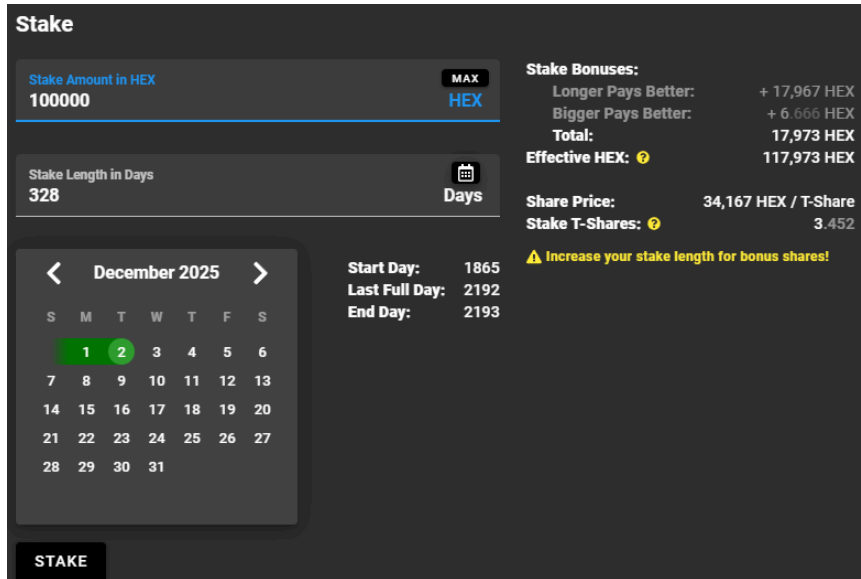 Stake
Stake Amount in HEX
MAX
100000
HEX
Stake Length in Days
328
Days
December 2025
S M T W T F S
1 2 3 4 5 6
7 8 9 10 11 12 13
14 15 16 17 18 19 20
21 22 23 24 25 26 27
28 29 30 31
Start Day: 1865
Last Full Day: 2192
End Day: 2193
Stake Bonuses:
Longer Pays Better: + 17,967 HEX
Bigger Pays Better: + 6.666 HEX
Total: 17,973 HEX
Effective HEX: ? 117,973 HEX
Share Price: 34,167 HEX / T-Share
Stake T-Shares: ? 3.452
Increase your stake length for bonus shares!
STAKE